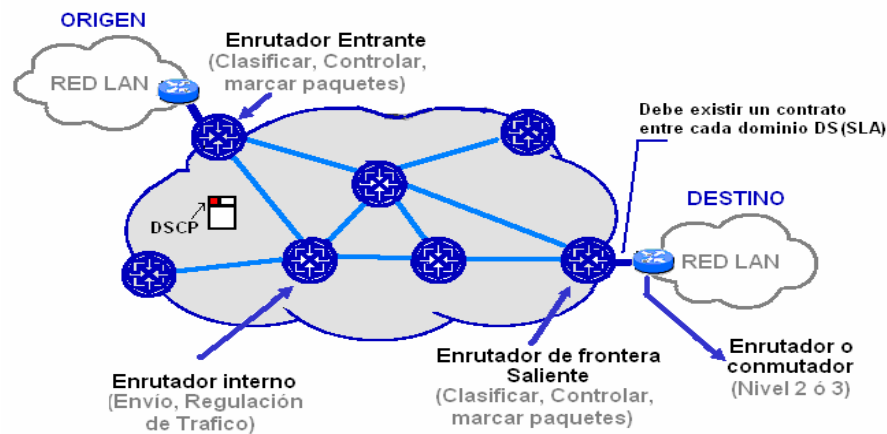 ORIGEN
RED LAN
Enrutador Entrante
(Clasificar, Controlar,
marcar paquetes)
Debe existir un contrato
entre cada dominio DS(SLA)
DSCP
DESTINO
RED LAN
Enrutador interno
(Envío, Regulación
de Trafico)
Enrutador de frontera
Saliente
(Clasificar, Controlar,
marcar paquetes)
Enrutador o
conmutador
(Nivel 2 ó 3)